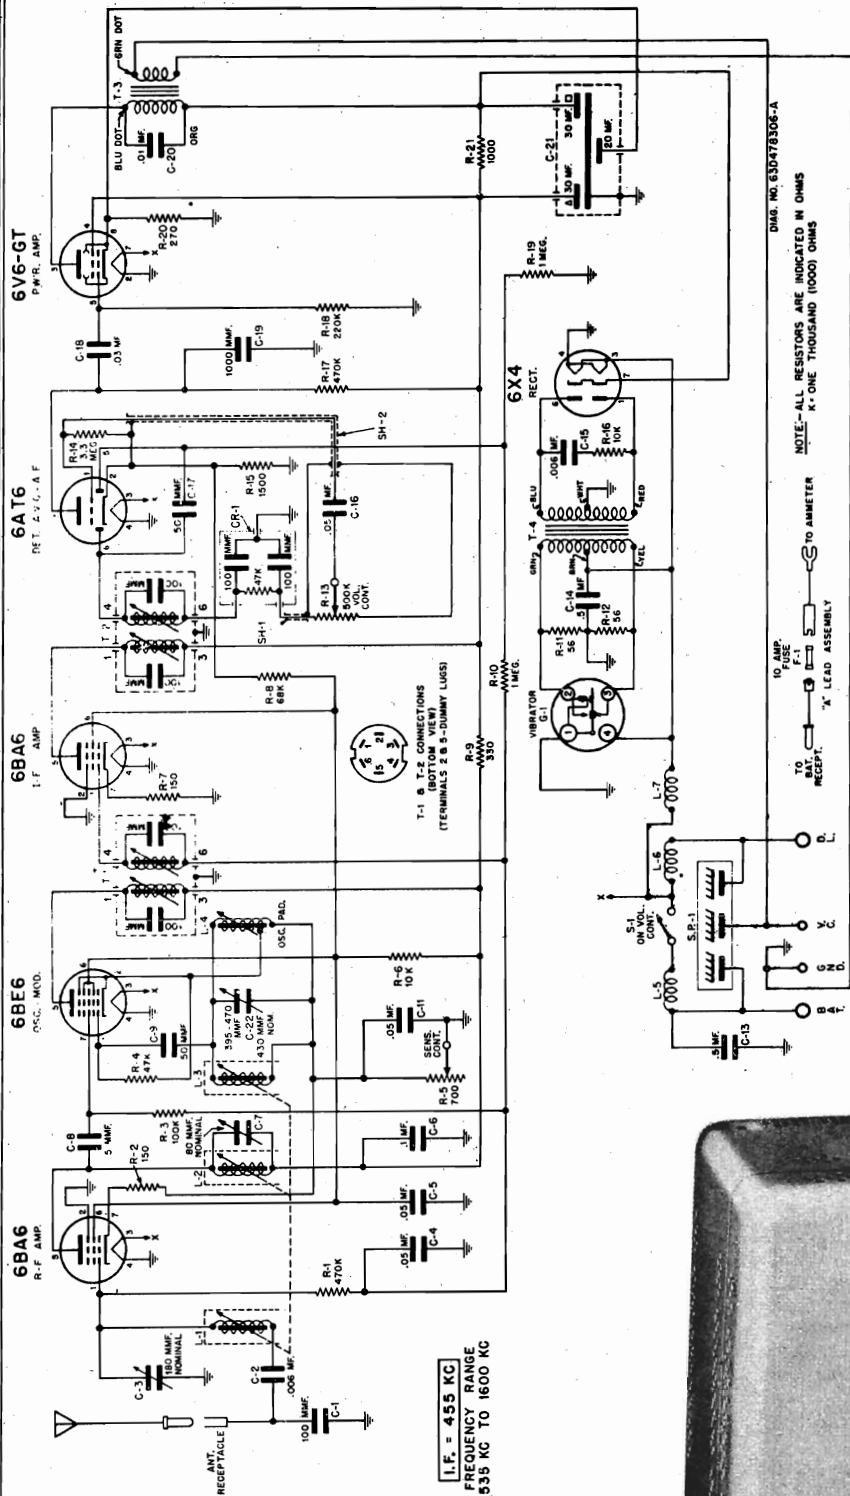 6BA6
R-F AMP.
6BE6
OSC. MOD.
6BA6
I-F AMP
6AT6
DET. A.V.C.-A F
6V6-GT
PWR. AMP.
ANT. RECEPTACLE
100 MMF.
C-1
C-2
.006 MF.
C-3
180 MMF. NOMINAL
L-1
R-1
470K
C-4
.05 MF.
C-5
.05 MF.
C-6
.1 MF.
C-8
5 MMF.
R-2
150
R-3
100K
80 MMF. NOMINAL
C-7
L-2
L-3
R-4
47K
C-9
50 MMF
395-470 MMF
C-22
430 MMF. NOM.
L-4
OSC. PAD.
R-5
700
SENS. CONT.
.05 MF.
C-11
R-6
10K
R-7
150
MMF
100
MMF
R-8
68K
R-9
330
R-10
1 MEG.
T-1 & T-2 CONNECTIONS
(BOTTOM VIEW)
(TERMINALS 2 & 5-DUMMY LUGS)
SH-1
R-13
500K
VOL. CONT.
100 MMF.
47K
100 MMF.
CR-1
.05 MF.
C-16
SH-2
R-14
3.3 MEG
MMF.
C-17
R-15
1500
1000 MMF.
C-19
R-17
470K
R-18
220K
C-18
.03 MF
R-20
270
BLU DOT
GRN DOT
T-3
.01 MF.
C-20
ORG
R-21
1000
C-21
30 MF.
30 MF.
20 MF.
R-19
1 MEG.
6X4
RECT.
.006 MF.
C-15
R-16
10K
BLU
WHT
RED
T-4
GRN
BRN
YEL
C-14
.5 MF
R-11
56
R-12
56
VIBRATOR
G-1
L-7
L-6
L-5
S-1
ON VOL. CONT.
S.P.-1
.5 MF.
C-13
BAT.
GND.
V.C.
D.L.
10 AMP. FUSE
F-1
TO BAT. RECEPT.
TO AMMETER
"A" LEAD ASSEMBLY
I.F. = 455 KC
FREQUENCY RANGE
535 KC TO 1600 KC
DIAG. NO. 63D478306-A
NOTE:- ALL RESISTORS ARE INDICATED IN OHMS
K = ONE THOUSAND (1000) OHMS